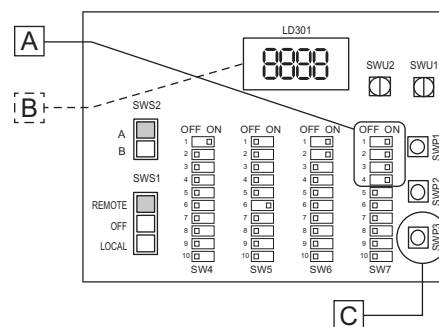 A
LD301
8888
SWU2 SWU1
B
SWS2
A
B
OFF ON OFF ON OFF ON OFF ON
1 1 1 1
2 2 2 2
3 3 3 3
4 4 4 4
5 5 5 5
6 6 6 6
7 7 7 7
8 8 8 8
9 9 9 9
10 10 10 10
SW4 SW5 SW6 SW7
SWP1
SWP2
SWP3
SWS1
REMOTE
OFF
LOCAL
C